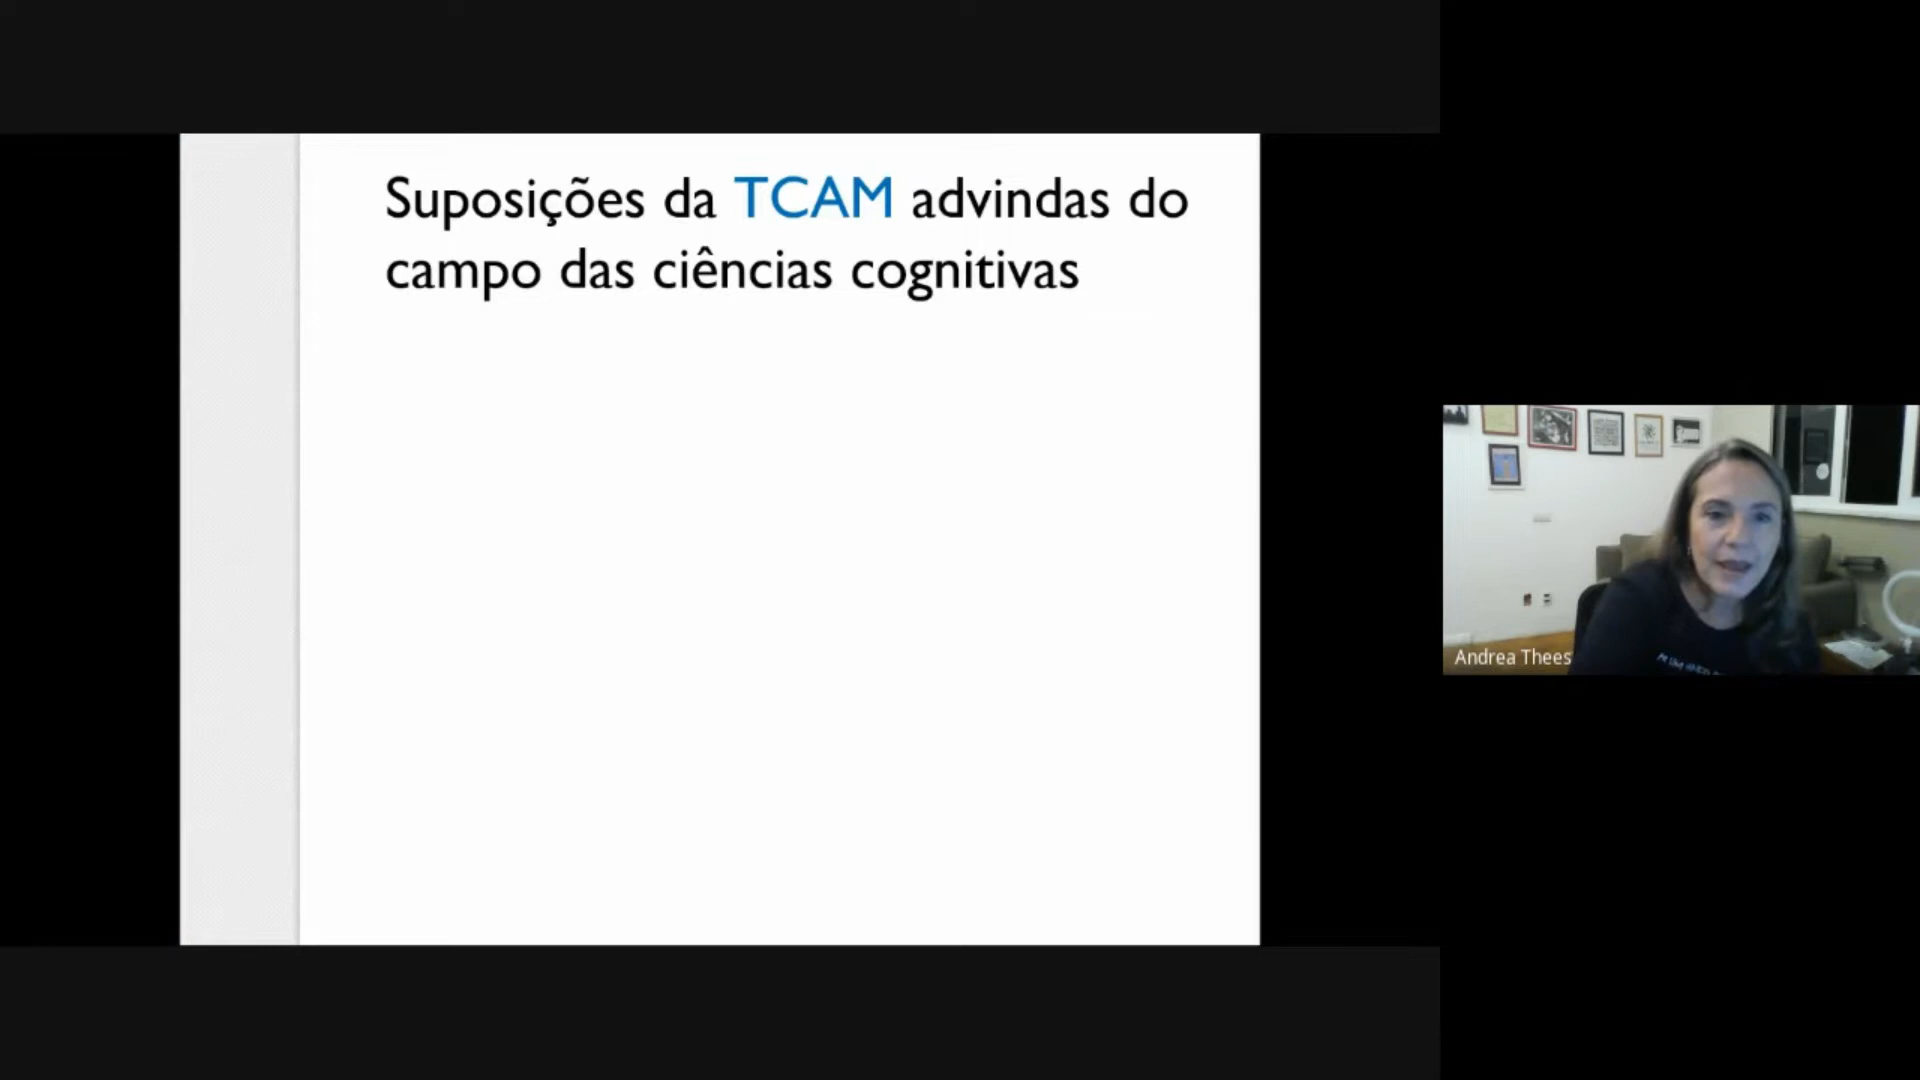 Suposições da TCAM advindas do
campo das ciências cognitivas
Andrea Thees